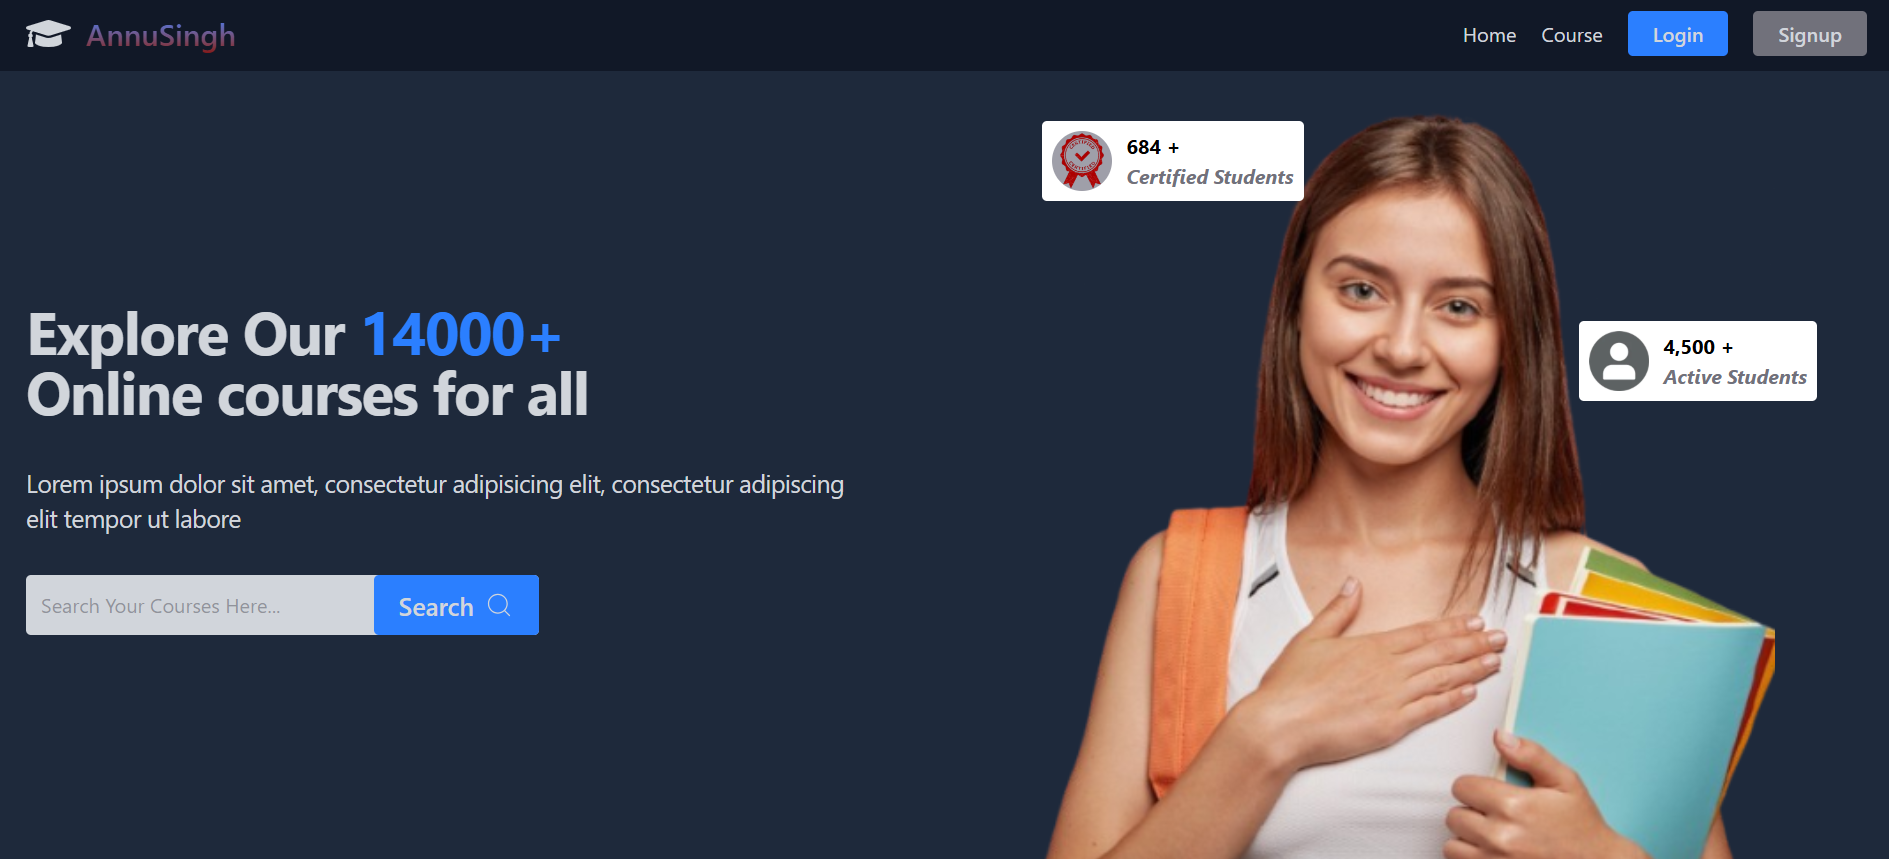 AnnuSingh
Home
Course
Login
Signup
684 +
Certified Students
CERTIFIED
CERTIFIED
4,500 +
Active Students
Explore Our 14000+
Online courses for all
Lorem ipsum dolor sit amet, consectetur adipisicing elit, consectetur adipiscing
elit tempor ut labore
Search Your Courses Here...
Search